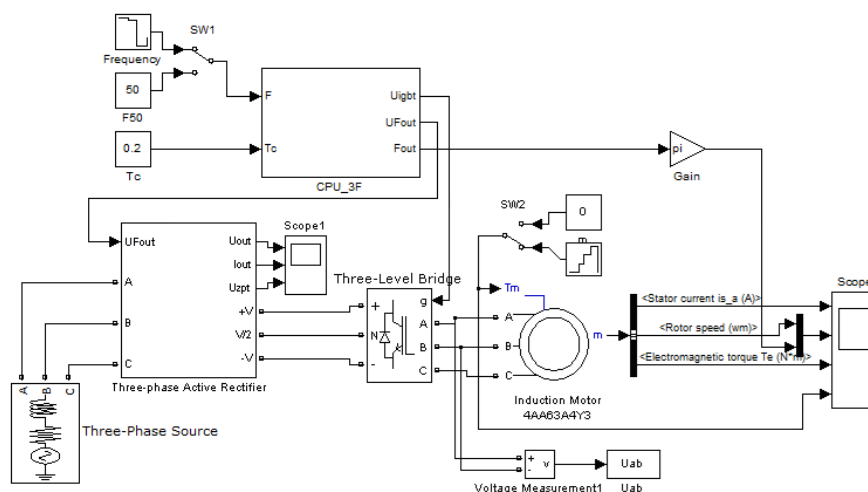 SW1
Frequency
50
F50
0.2
Tc
F
Tc
Uigbt
UFout
Fout
CPU_3F
pi
Gain
SW2
0
UFout
A
B
C
Uout
Iout
Uzpt
+V
V/2
-V
Three-phase Active Rectifier
Scope1
Three-Level Bridge
+
N
-
g
A
B
C
Tm
A
B
C
m
Induction Motor
4AA63A4Y3
<Stator current is_a (A)>
<Rotor speed (wm)>
<Electromagnetic torque Te (N*m)>
Scope
A B C
Three-Phase Source
+
-
v
Voltage Measurement1
Uab
Uab